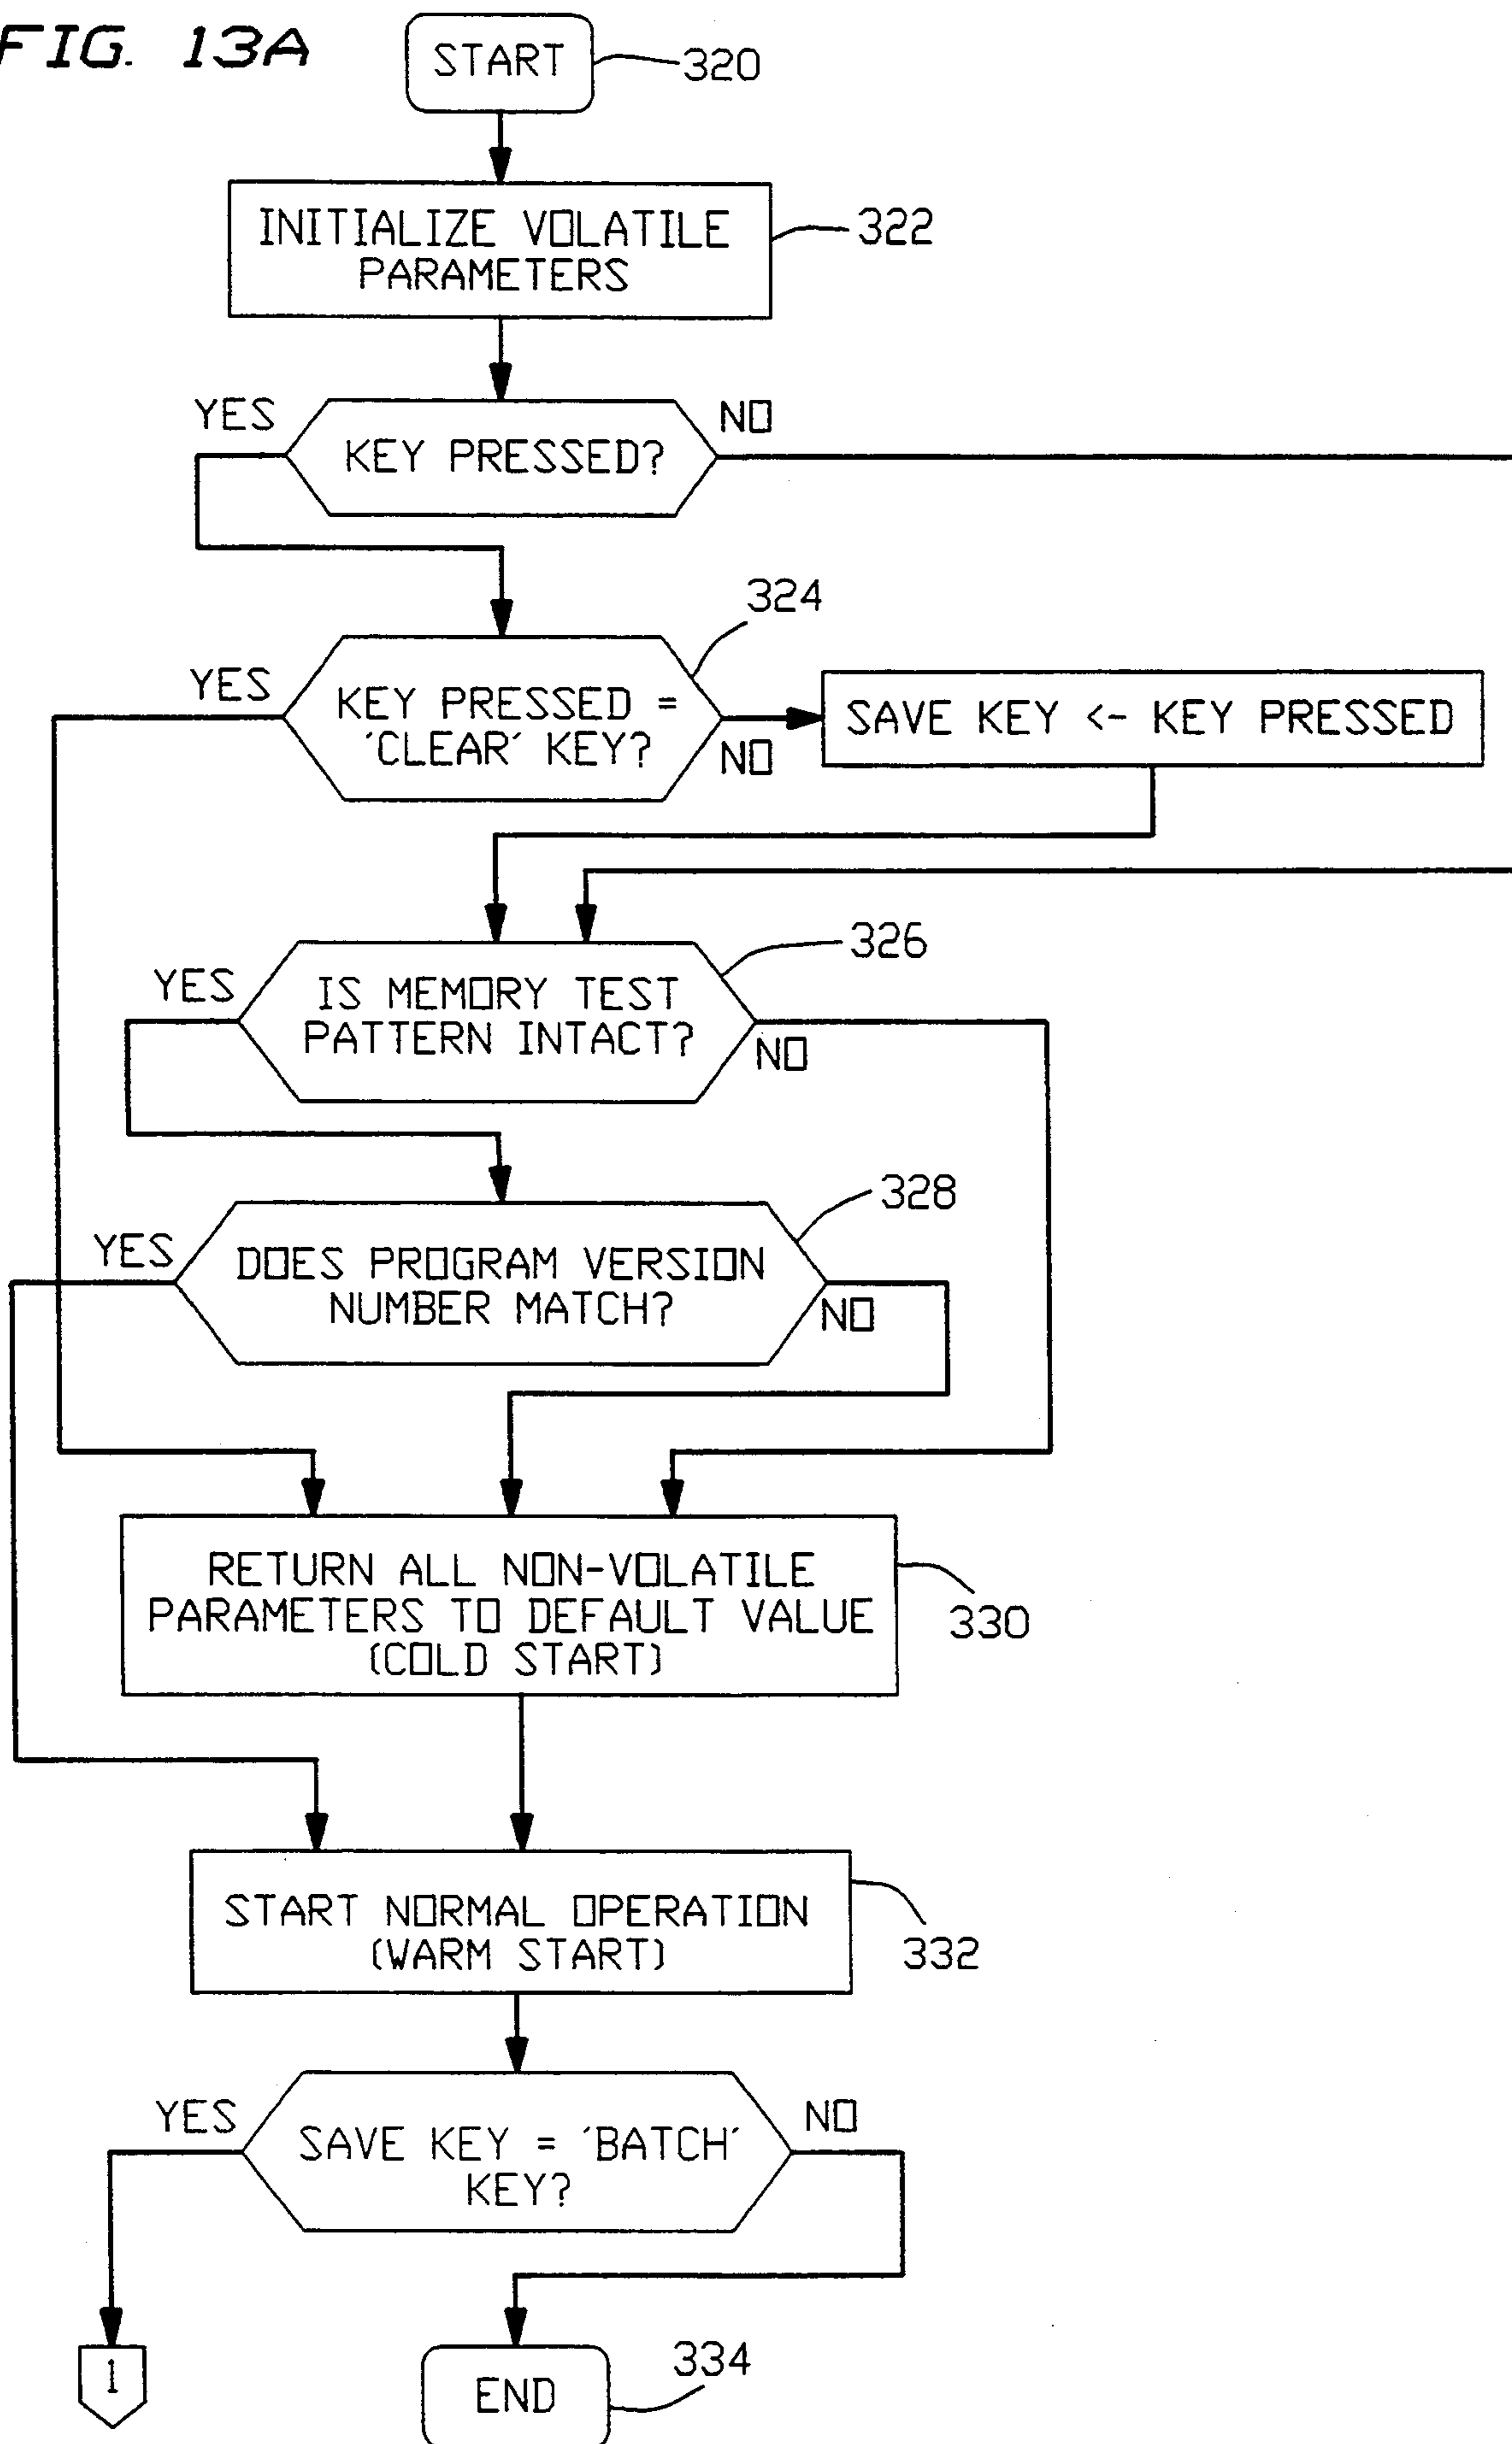 FIG. 13A
START
320
INITIALIZE VOLATILE
PARAMETERS
322
YES
KEY PRESSED?
NO
324
YES
KEY PRESSED =
'CLEAR' KEY?
NO
SAVE KEY <- KEY PRESSED
326
YES
IS MEMORY TEST
PATTERN INTACT?
NO
328
YES
DOES PROGRAM VERSION
NUMBER MATCH?
NO
RETURN ALL NON-VOLATILE
PARAMETERS TO DEFAULT VALUE
(COLD START)
330
START NORMAL OPERATION
(WARM START)
332
YES
SAVE KEY = 'BATCH'
KEY?
NO
1
END
334